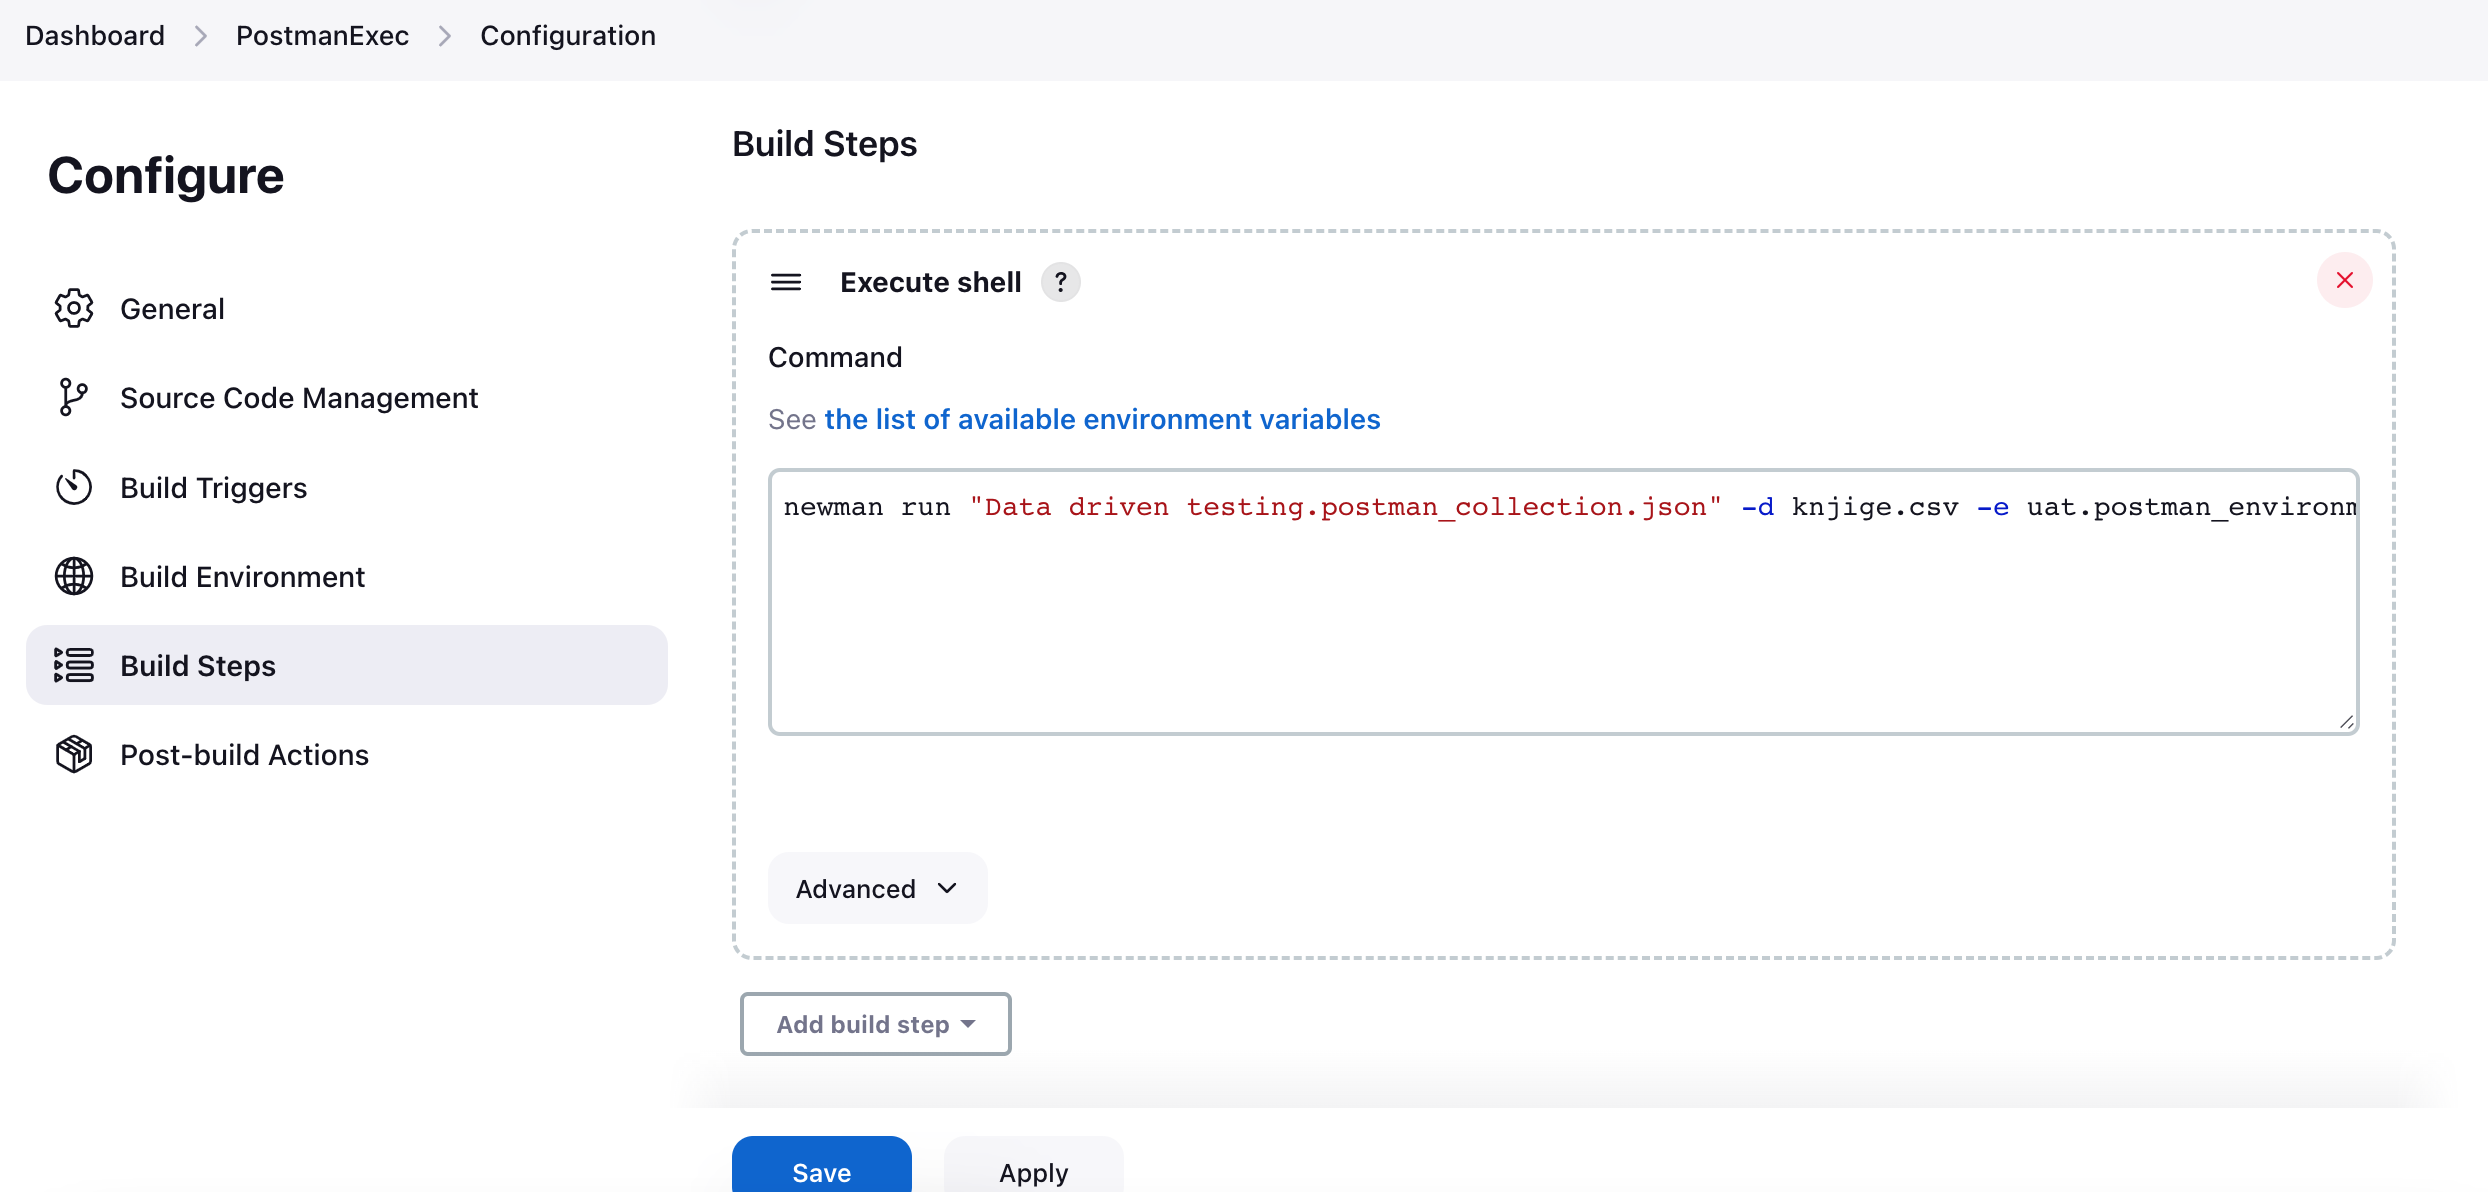 Dashboard > PostmanExec > Configuration
Configure
General
Source Code Management
Build Triggers
Build Environment
Build Steps
Post-build Actions
Build Steps
Execute shell ?
Command
See the list of available environment variables
newman run "Data driven testing.postman_collection.json" -d knjige.csv -e uat.postman_environm
Advanced
Add build step
Save Apply